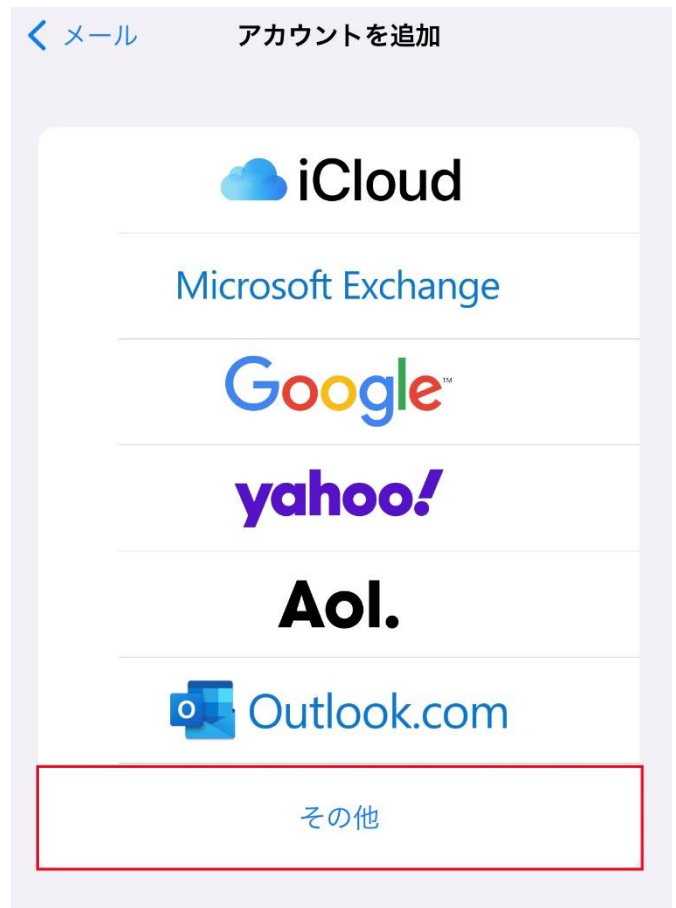 メール アカウントを追加
iCloud
Microsoft Exchange
Google™
yahoo!
Aol.
Outlook.com
その他